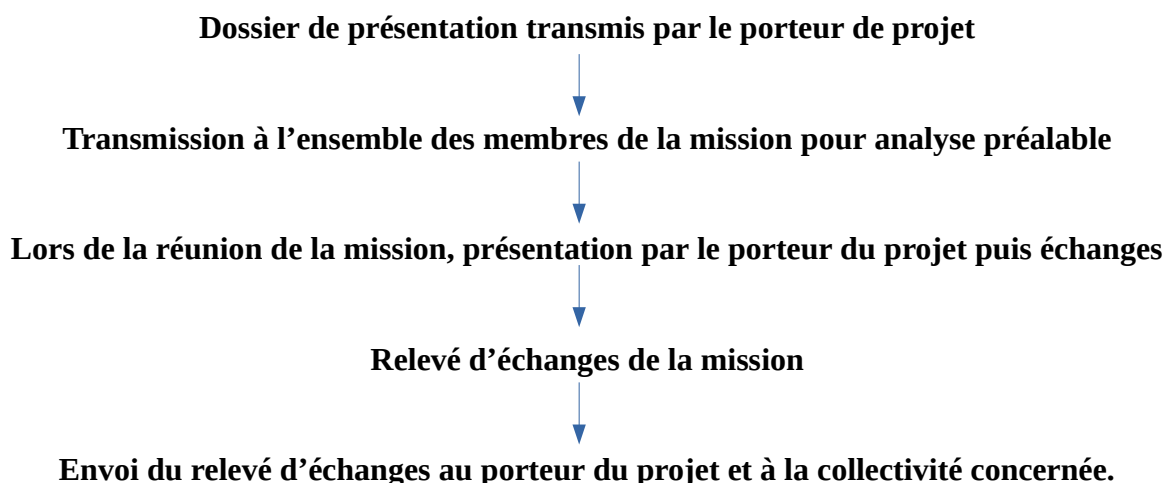 Dossier de présentation transmis par le porteur de projet
Transmission à l’ensemble des membres de la mission pour analyse préalable
Lors de la réunion de la mission, présentation par le porteur du projet puis échanges
Relevé d’échanges de la mission
Envoi du relevé d’échanges au porteur du projet et à la collectivité concernée.